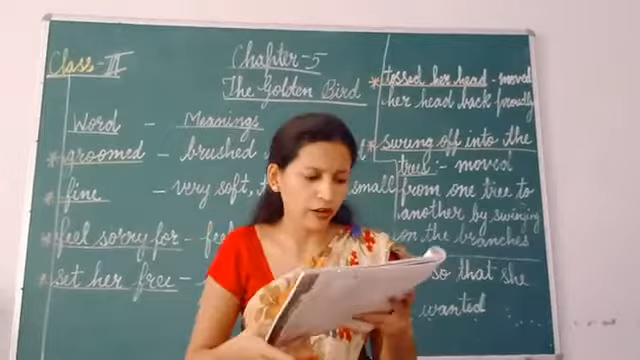 Class - III
Chapter - 5
The Golden Bird
Word - Meanings
* groomed - brushed
* fine - very soft, small
* feel sorry for -
* set her free -
* tossed her head - moved
her head back proudly
* swung off into the
trees :- moved
from one tree to
another by swinging
on the branches
so that she
wanted